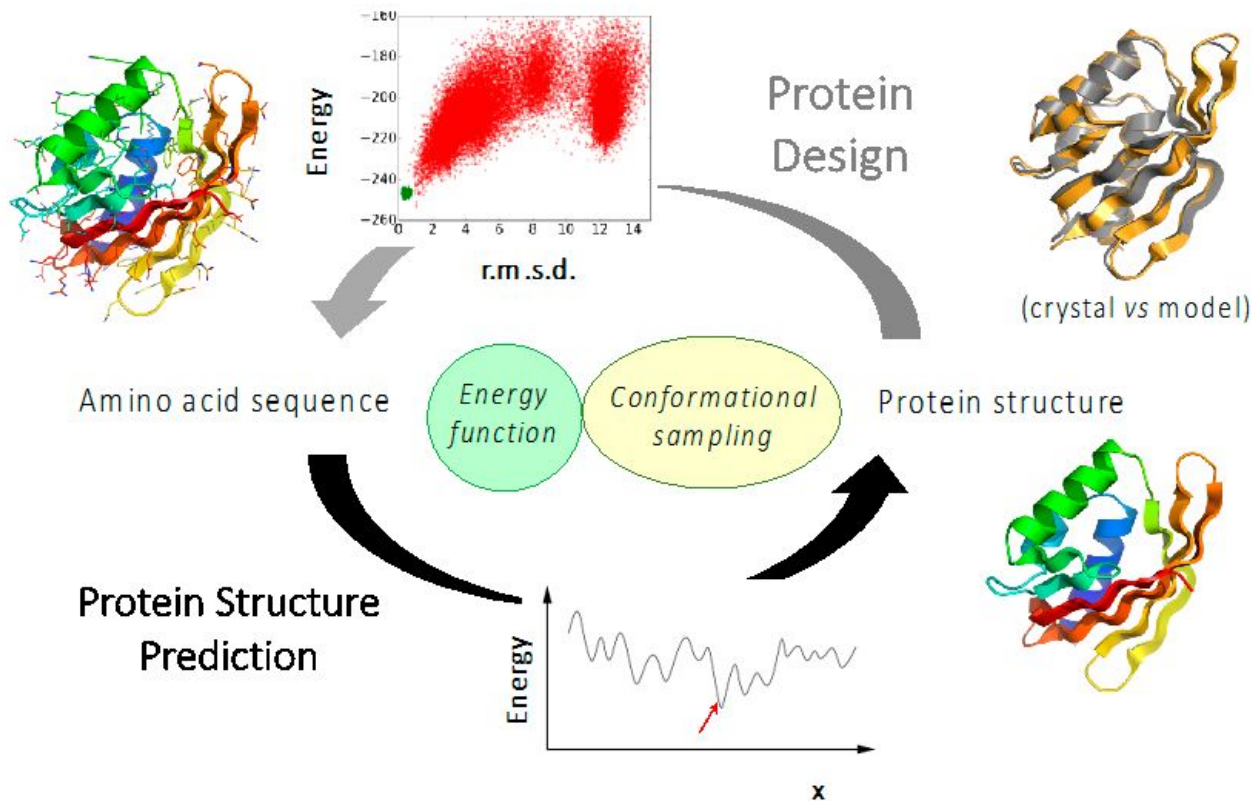 −160
−180
−200
−220
−240
−260
Energy
0 2 4 6 8 10 12 14
r.m.s.d.
Protein
Design
(crystal vs model)
Amino acid sequence
Energy
function
Conformational
sampling
Protein structure
Protein Structure
Prediction
Energy
x